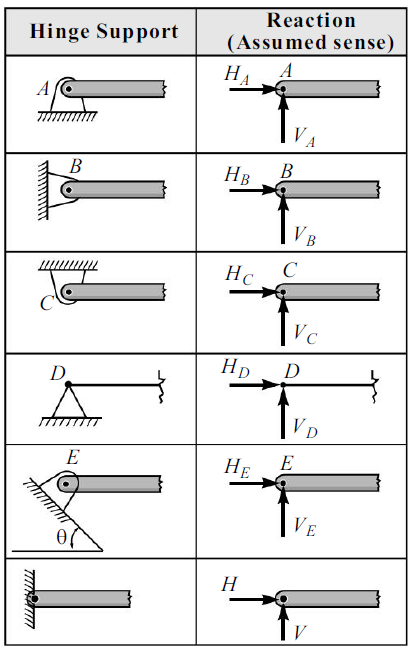 Hinge Support
Reaction
(Assumed sense)
A
H_A
A
V_A
B
H_B
B
V_B
C
H_C
C
V_C
D
H_D
D
V_D
E
θ
H_E
E
V_E
H
V